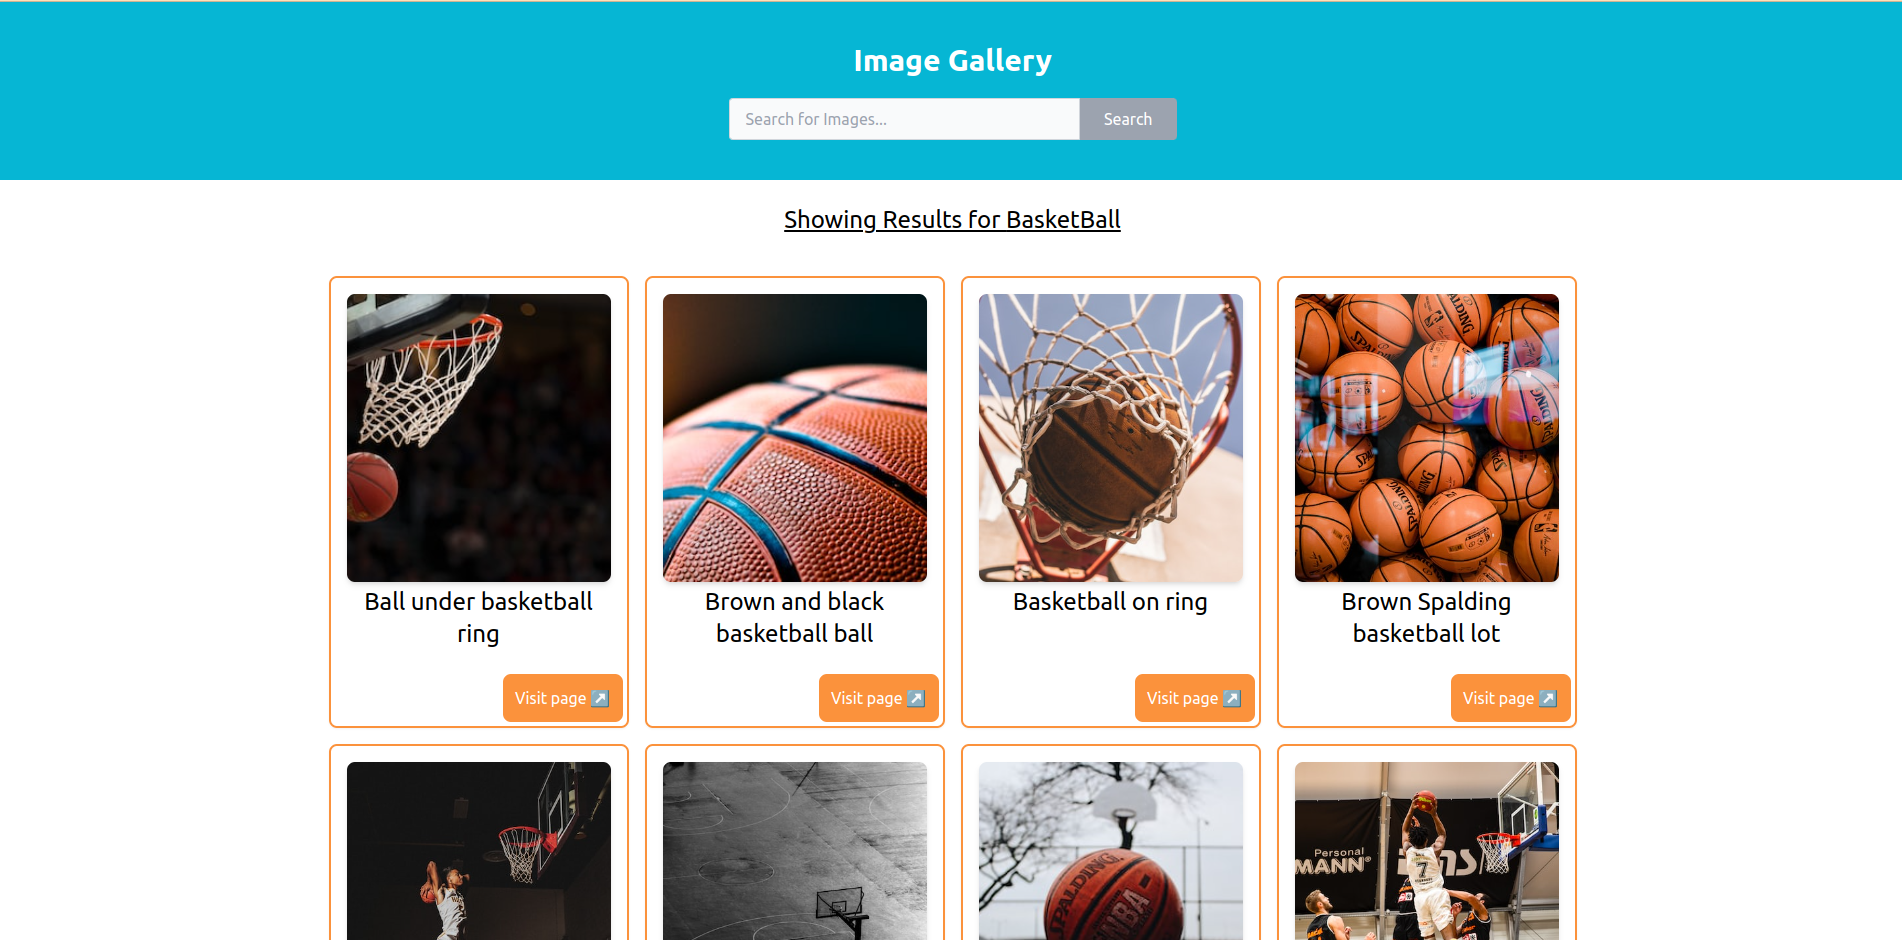 Image Gallery
Search for Images...
Search
Showing Results for BasketBall
SPALDING
Ball under basketball
ring
Brown and black
basketball ball
Basketball on ring
Brown Spalding
basketball lot
Visit page ↗
Visit page ↗
Visit page ↗
Visit page ↗
SPALDING
NBA
Personal
MANN®
7